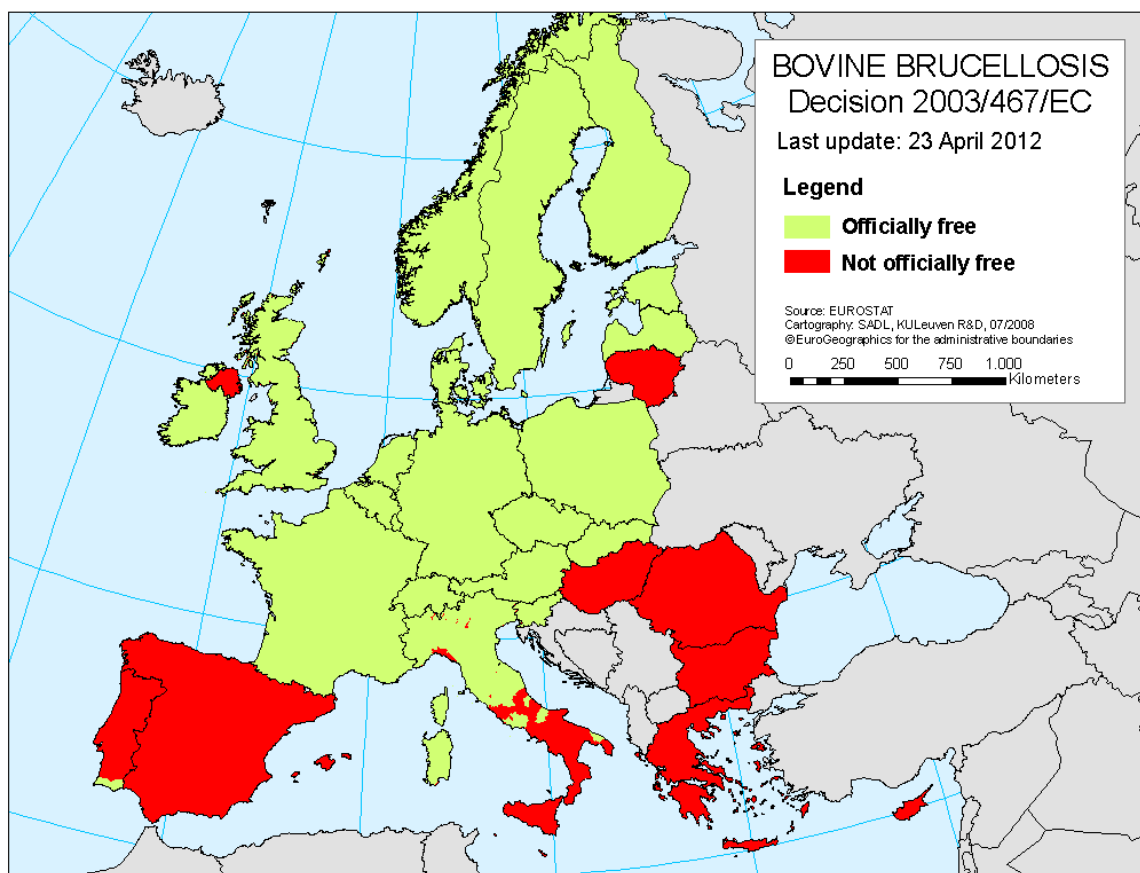 BOVINE BRUCELLOSIS
Decision 2003/467/EC
Last update: 23 April 2012
Legend
Officially free
Not officially free
Source: EUROSTAT
Cartography: SADL, KULeuven R&D, 07/2008
©EuroGeographics for the administrative boundaries
0 250 500 750 1.000
Kilometers